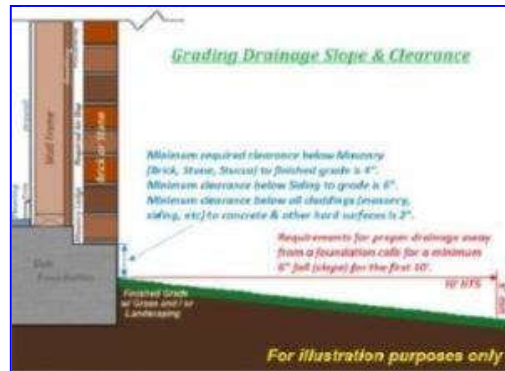 Grading Drainage Slope & Clearance
Wall Frame
Brick or Stone
Minimum required clearance below Masonry
(Brick, Stone, Stucco) to finished grade is 4".
Minimum clearance below Siding to grade is 6".
Minimum clearance below all claddings (masonry,
siding, etc) to concrete & other hard surfaces is 2".
Requirements for proper drainage away
from a foundation calls for a minimum
6" fall (slope) for the first 10'.
10' NTS
Foundation
Finished Grade
w/ Grass and / or
Landscaping
For illustration purposes only